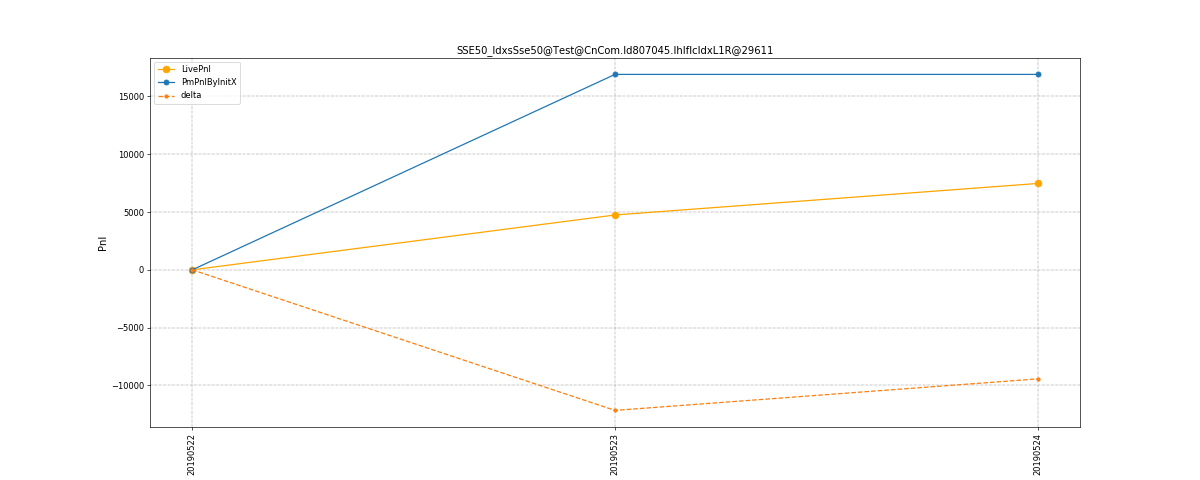 SSE50_IdxsSse50@Test@CnCom.Id807045.IhIfIcIdxL1R@29611
LivePnl
PmPnlByInitX
delta
15000
10000
5000
0
−5000
−10000
Pnl
20190522
20190523
20190524